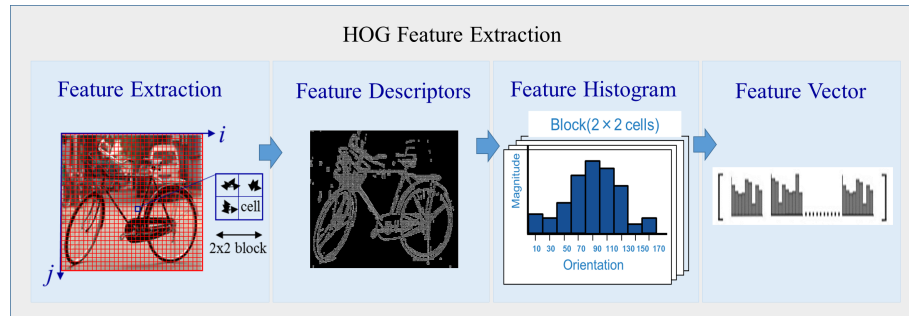 HOG Feature Extraction
Feature Extraction
i
j
cell
2x2 block
Feature Descriptors
Feature Histogram
Block(2×2 cells)
Magnitude
10 30 50 70 90 110 130 150 170
Orientation
Feature Vector